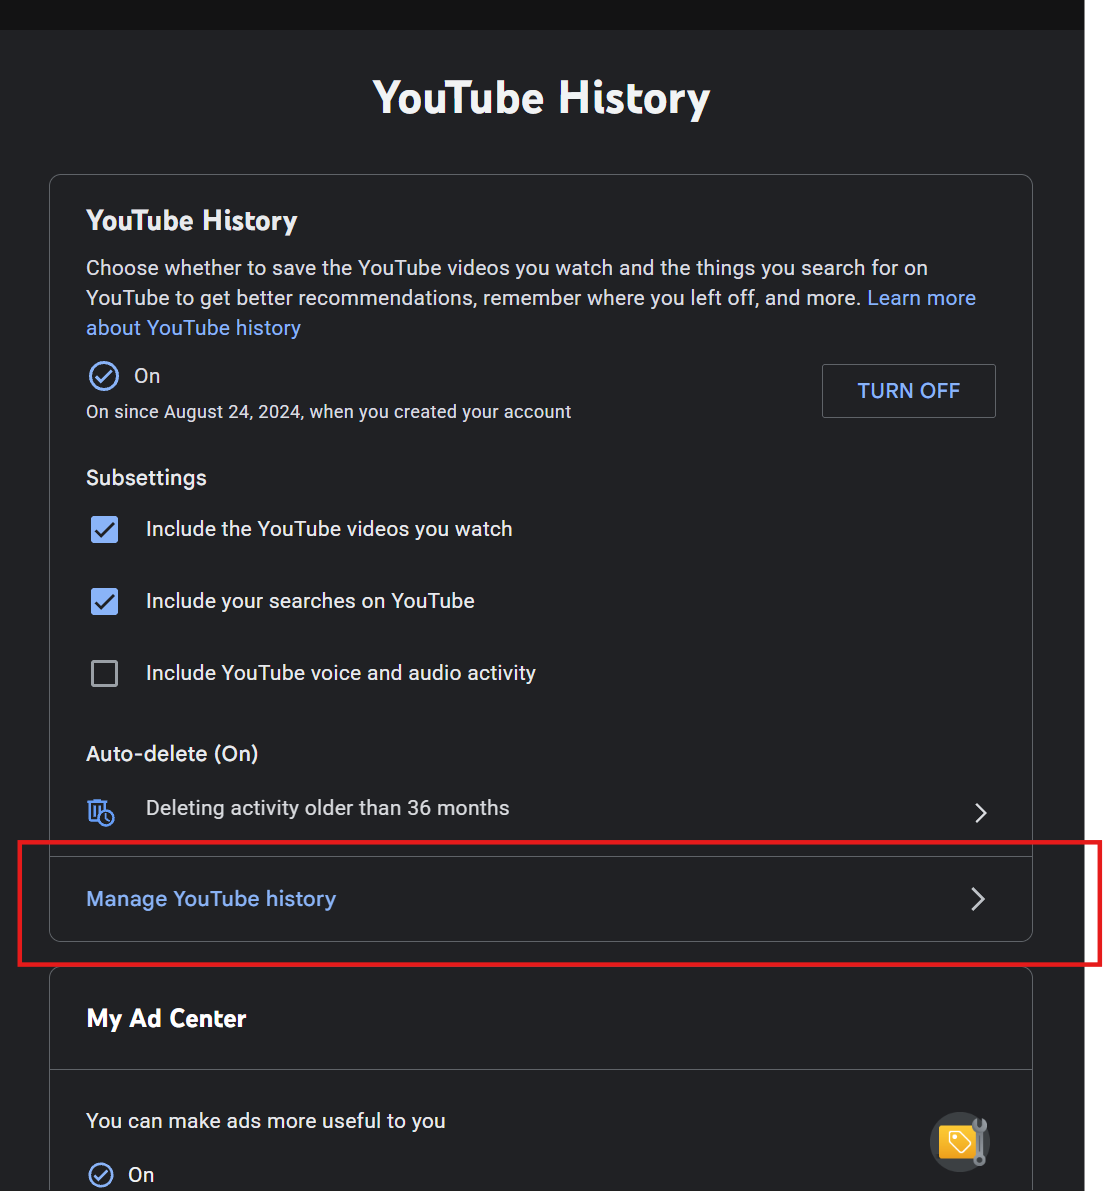 YouTube History
YouTube History
Choose whether to save the YouTube videos you watch and the things you search for on
YouTube to get better recommendations, remember where you left off, and more. Learn more
about YouTube history
On
On since August 24, 2024, when you created your account
TURN OFF
Subsettings
Include the YouTube videos you watch
Include your searches on YouTube
Include YouTube voice and audio activity
Auto-delete (On)
Deleting activity older than 36 months
Manage YouTube history
My Ad Center
You can make ads more useful to you
On